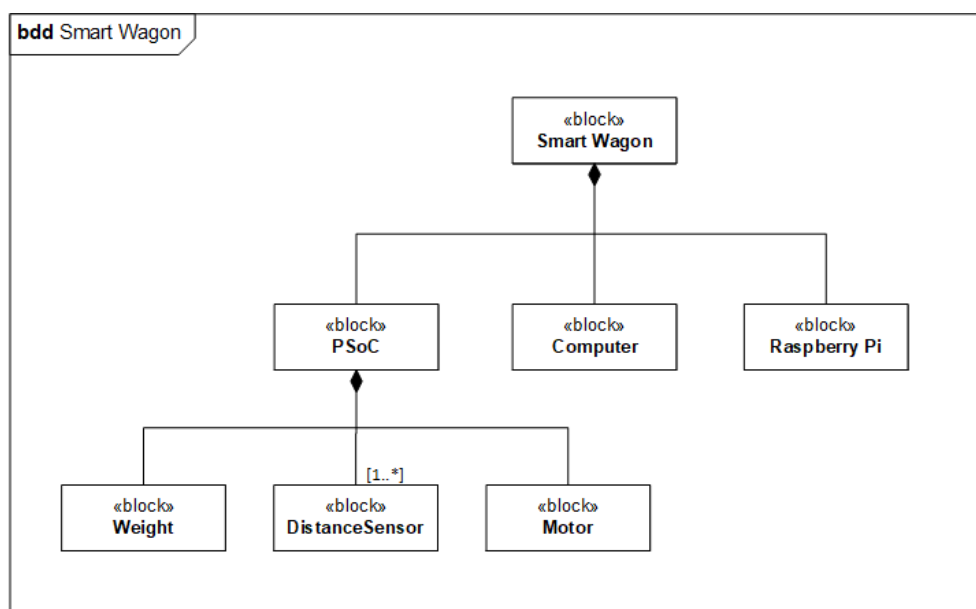 bdd Smart Wagon
«block»
Smart Wagon
«block»
PSoC
«block»
Computer
«block»
Raspberry Pi
[1..*]
«block»
Weight
«block»
DistanceSensor
«block»
Motor